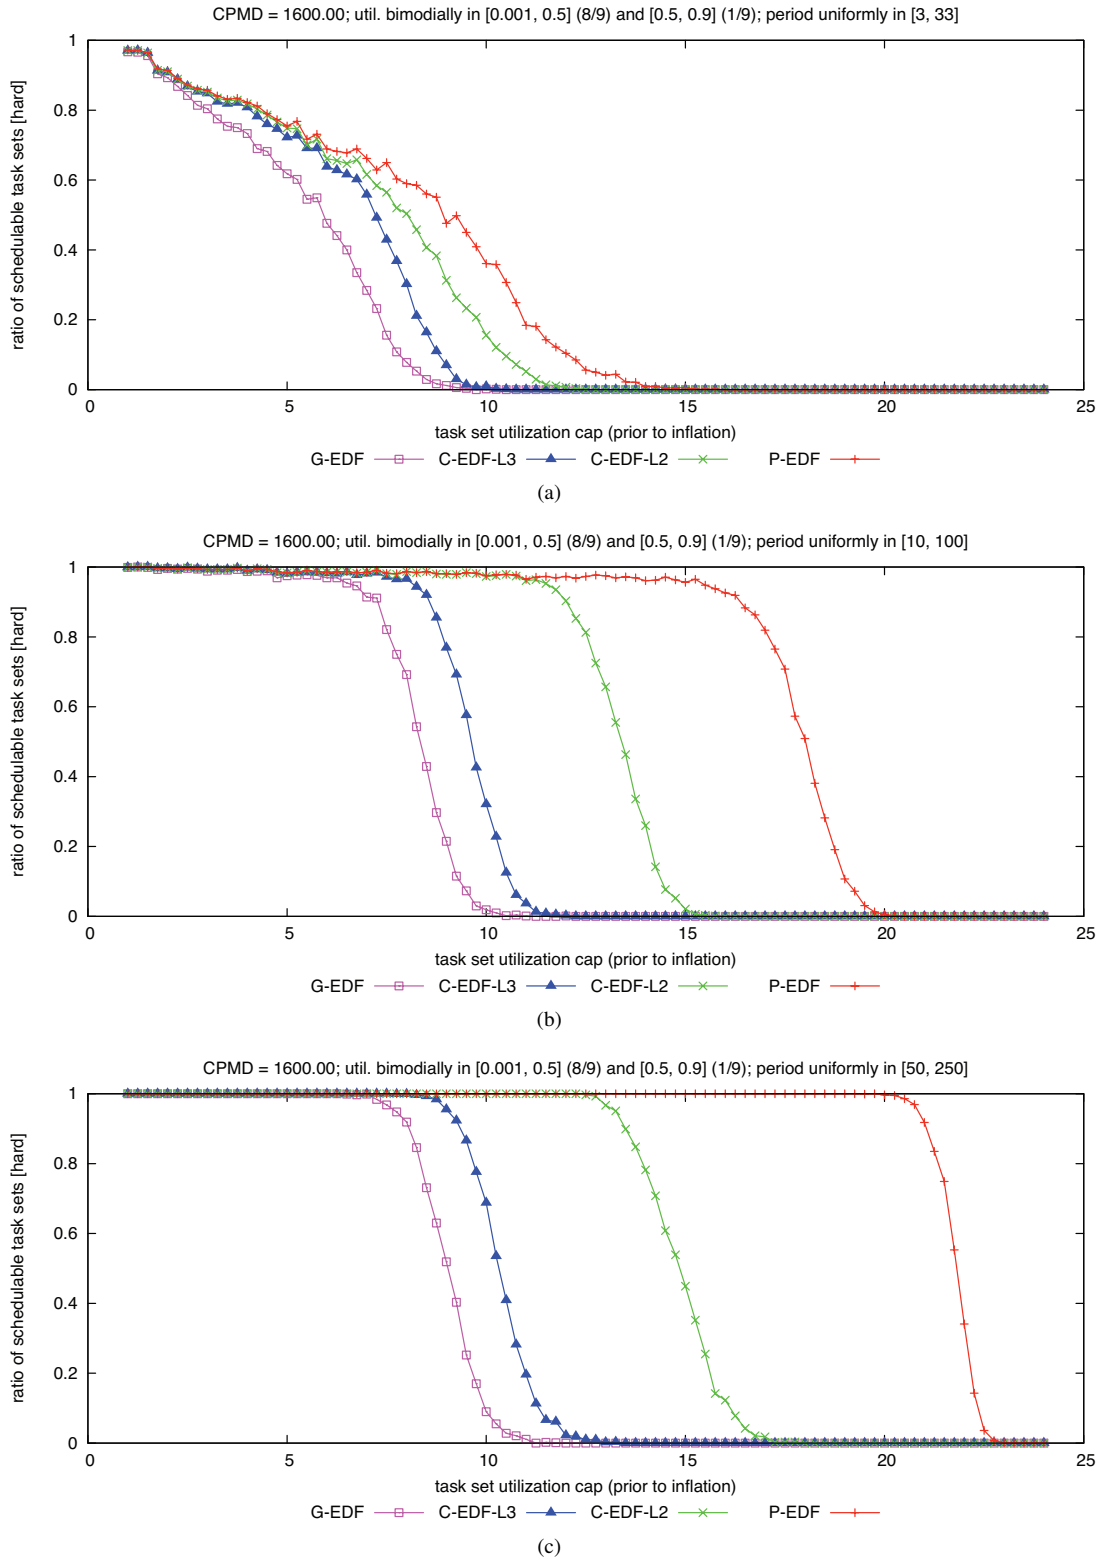 CPMD = 1600.00; util. bimodially in [0.001, 0.5] (8/9) and [0.5, 0.9] (1/9); period uniformly in [3, 33]
ratio of schedulable task sets [hard]
1
0.8
0.6
0.4
0.2
0
0 5 10 15 20 25
task set utilization cap (prior to inflation)
G-EDF C-EDF-L3 C-EDF-L2 P-EDF
(a)
CPMD = 1600.00; util. bimodially in [0.001, 0.5] (8/9) and [0.5, 0.9] (1/9); period uniformly in [10, 100]
ratio of schedulable task sets [hard]
1
0.8
0.6
0.4
0.2
0
0 5 10 15 20 25
task set utilization cap (prior to inflation)
G-EDF C-EDF-L3 C-EDF-L2 P-EDF
(b)
CPMD = 1600.00; util. bimodially in [0.001, 0.5] (8/9) and [0.5, 0.9] (1/9); period uniformly in [50, 250]
ratio of schedulable task sets [hard]
1
0.8
0.6
0.4
0.2
0
0 5 10 15 20 25
task set utilization cap (prior to inflation)
G-EDF C-EDF-L3 C-EDF-L2 P-EDF
(c)